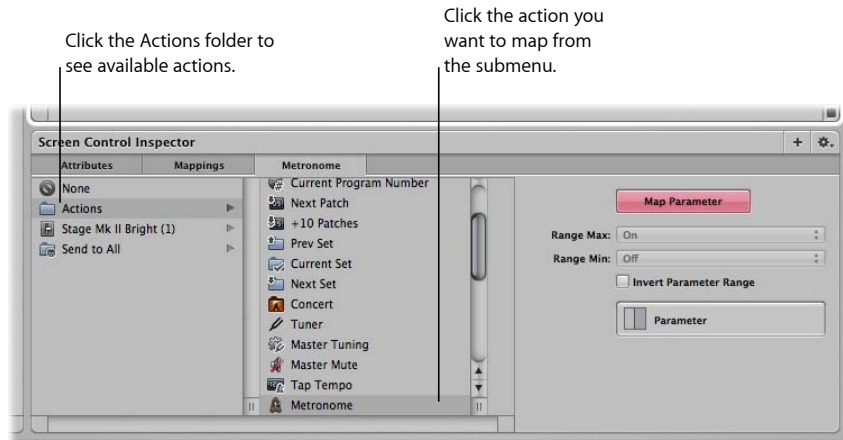 Click the Actions folder to
see available actions.
Click the action you
want to map from
the submenu.
Screen Control Inspector
Attributes
Mappings
Metronome
None
Actions
Stage Mk II Bright (1)
Send to All
Current Program Number
Next Patch
+10 Patches
Prev Set
Current Set
Next Set
Concert
Tuner
Master Tuning
Master Mute
Tap Tempo
Metronome
Map Parameter
Range Max: On
Range Min: Off
Invert Parameter Range
Parameter